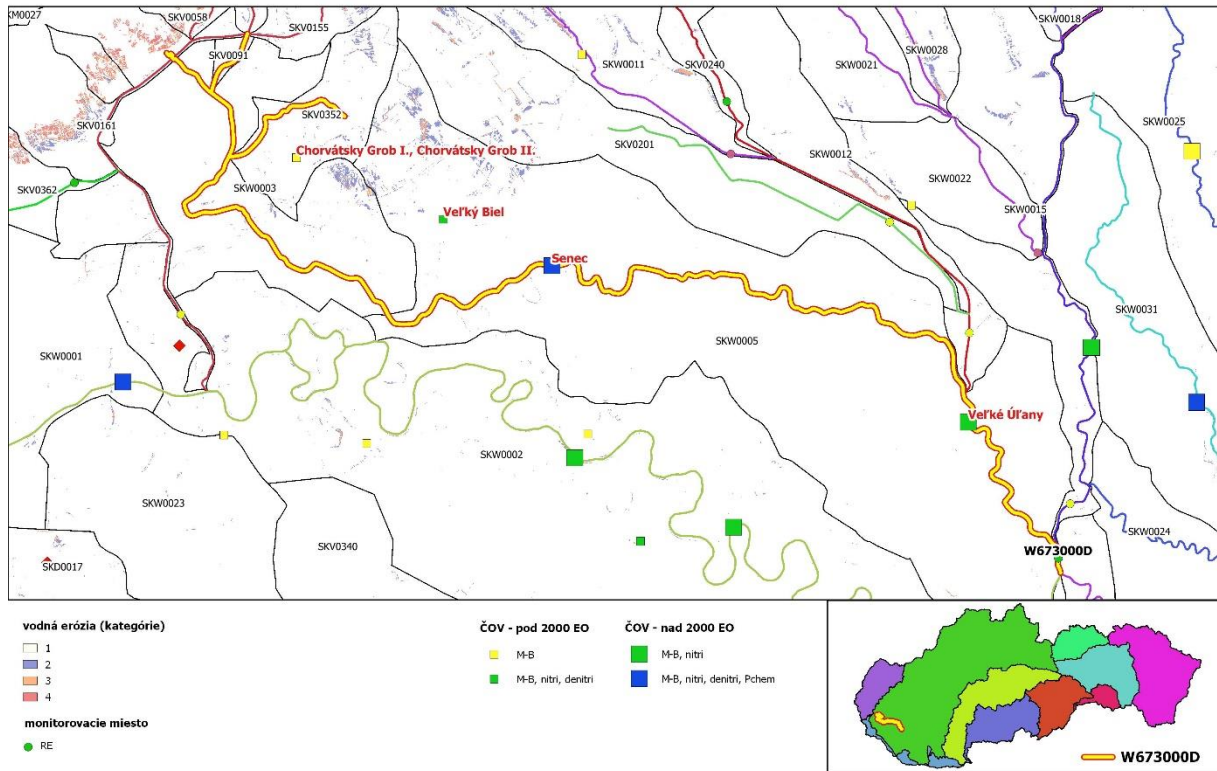 KM0027
SKV0058
SKV0155
SKW0018
SKV0091
SKW0011
SKV0240
SKW0028
SKW0021
SKW0025
SKV0161
SKV0352
SKV0201
SKW0012
Chorvátsky Grob I., Chorvátsky Grob II.
SKV0362
SKW0003
SKW0022
Veľký Biel
SKW0015
Senec
SKW0031
SKW0005
SKW0001
Veľké Úľany
SKW0002
SKW0023
SKW0024
SKV0340
W673000D
SKD0017
vodná erózia (kategórie)
1
2
3
4
monitorovacie miesto
RE
ČOV - pod 2000 EO
M-B
M-B, nitri, denitri
ČOV - nad 2000 EO
M-B, nitri
M-B, nitri, denitri, Pchem
W673000D